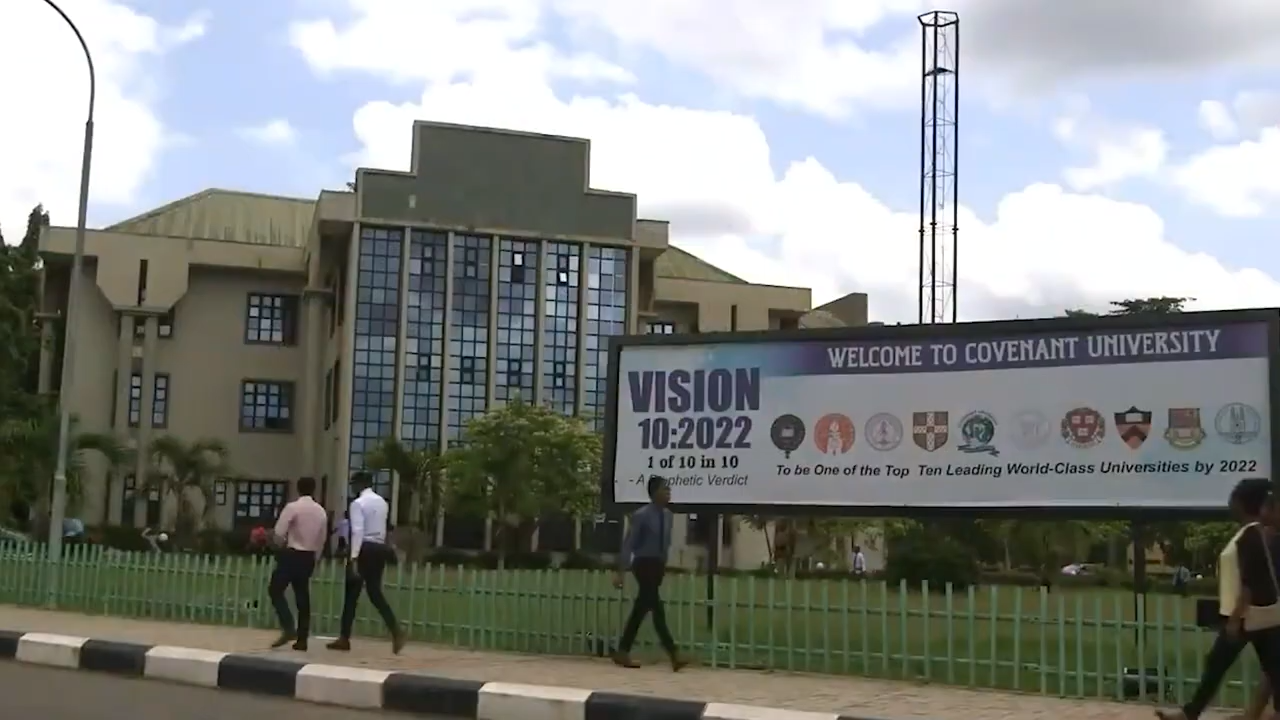 WELCOME TO COVENANT UNIVERSITY
VISION
10:2022
1 of 10 in 10
- A Prophetic Verdict
To be One of the Top Ten Leading World-Class Universities by 2022